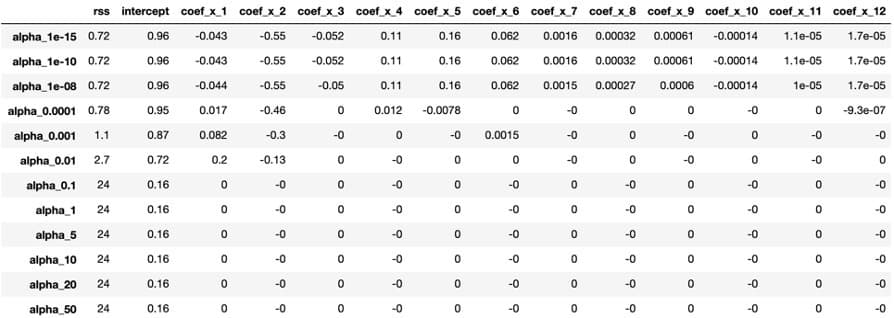 rss intercept coef_x_1 coef_x_2 coef_x_3 coef_x_4 coef_x_5 coef_x_6 coef_x_7 coef_x_8 coef_x_9 coef_x_10 coef_x_11 coef_x_12
alpha_1e-15 0.72 0.96 -0.043 -0.55 -0.052 0.11 0.16 0.062 0.0016 0.00032 0.00061 -0.00014 1.1e-05 1.7e-05
alpha_1e-10 0.72 0.96 -0.043 -0.55 -0.052 0.11 0.16 0.062 0.0016 0.00032 0.00061 -0.00014 1.1e-05 1.7e-05
alpha_1e-08 0.72 0.96 -0.044 -0.55 -0.05 0.11 0.16 0.062 0.0015 0.00027 0.0006 -0.00014 1e-05 1.7e-05
alpha_0.0001 0.78 0.95 0.017 -0.46 0 0.012 -0.0078 0 -0 0 0 -0 0 -9.3e-07
alpha_0.001 1.1 0.87 0.082 -0.3 -0 0 -0 0.0015 -0 0 -0 -0 -0 -0
alpha_0.01 2.7 0.72 0.2 -0.13 0 -0 0 0 -0 0 -0 0 -0 0
alpha_0.1 24 0.16 0 -0 0 -0 0 -0 0 -0 0 -0 0 -0
alpha_1 24 0.16 0 -0 0 -0 0 -0 0 -0 0 -0 0 -0
alpha_5 24 0.16 0 -0 0 -0 0 -0 0 -0 0 -0 0 -0
alpha_10 24 0.16 0 -0 0 -0 0 -0 0 -0 0 -0 0 -0
alpha_20 24 0.16 0 -0 0 -0 0 -0 0 -0 0 -0 0 -0
alpha_50 24 0.16 0 -0 0 -0 0 -0 0 -0 0 -0 0 -0